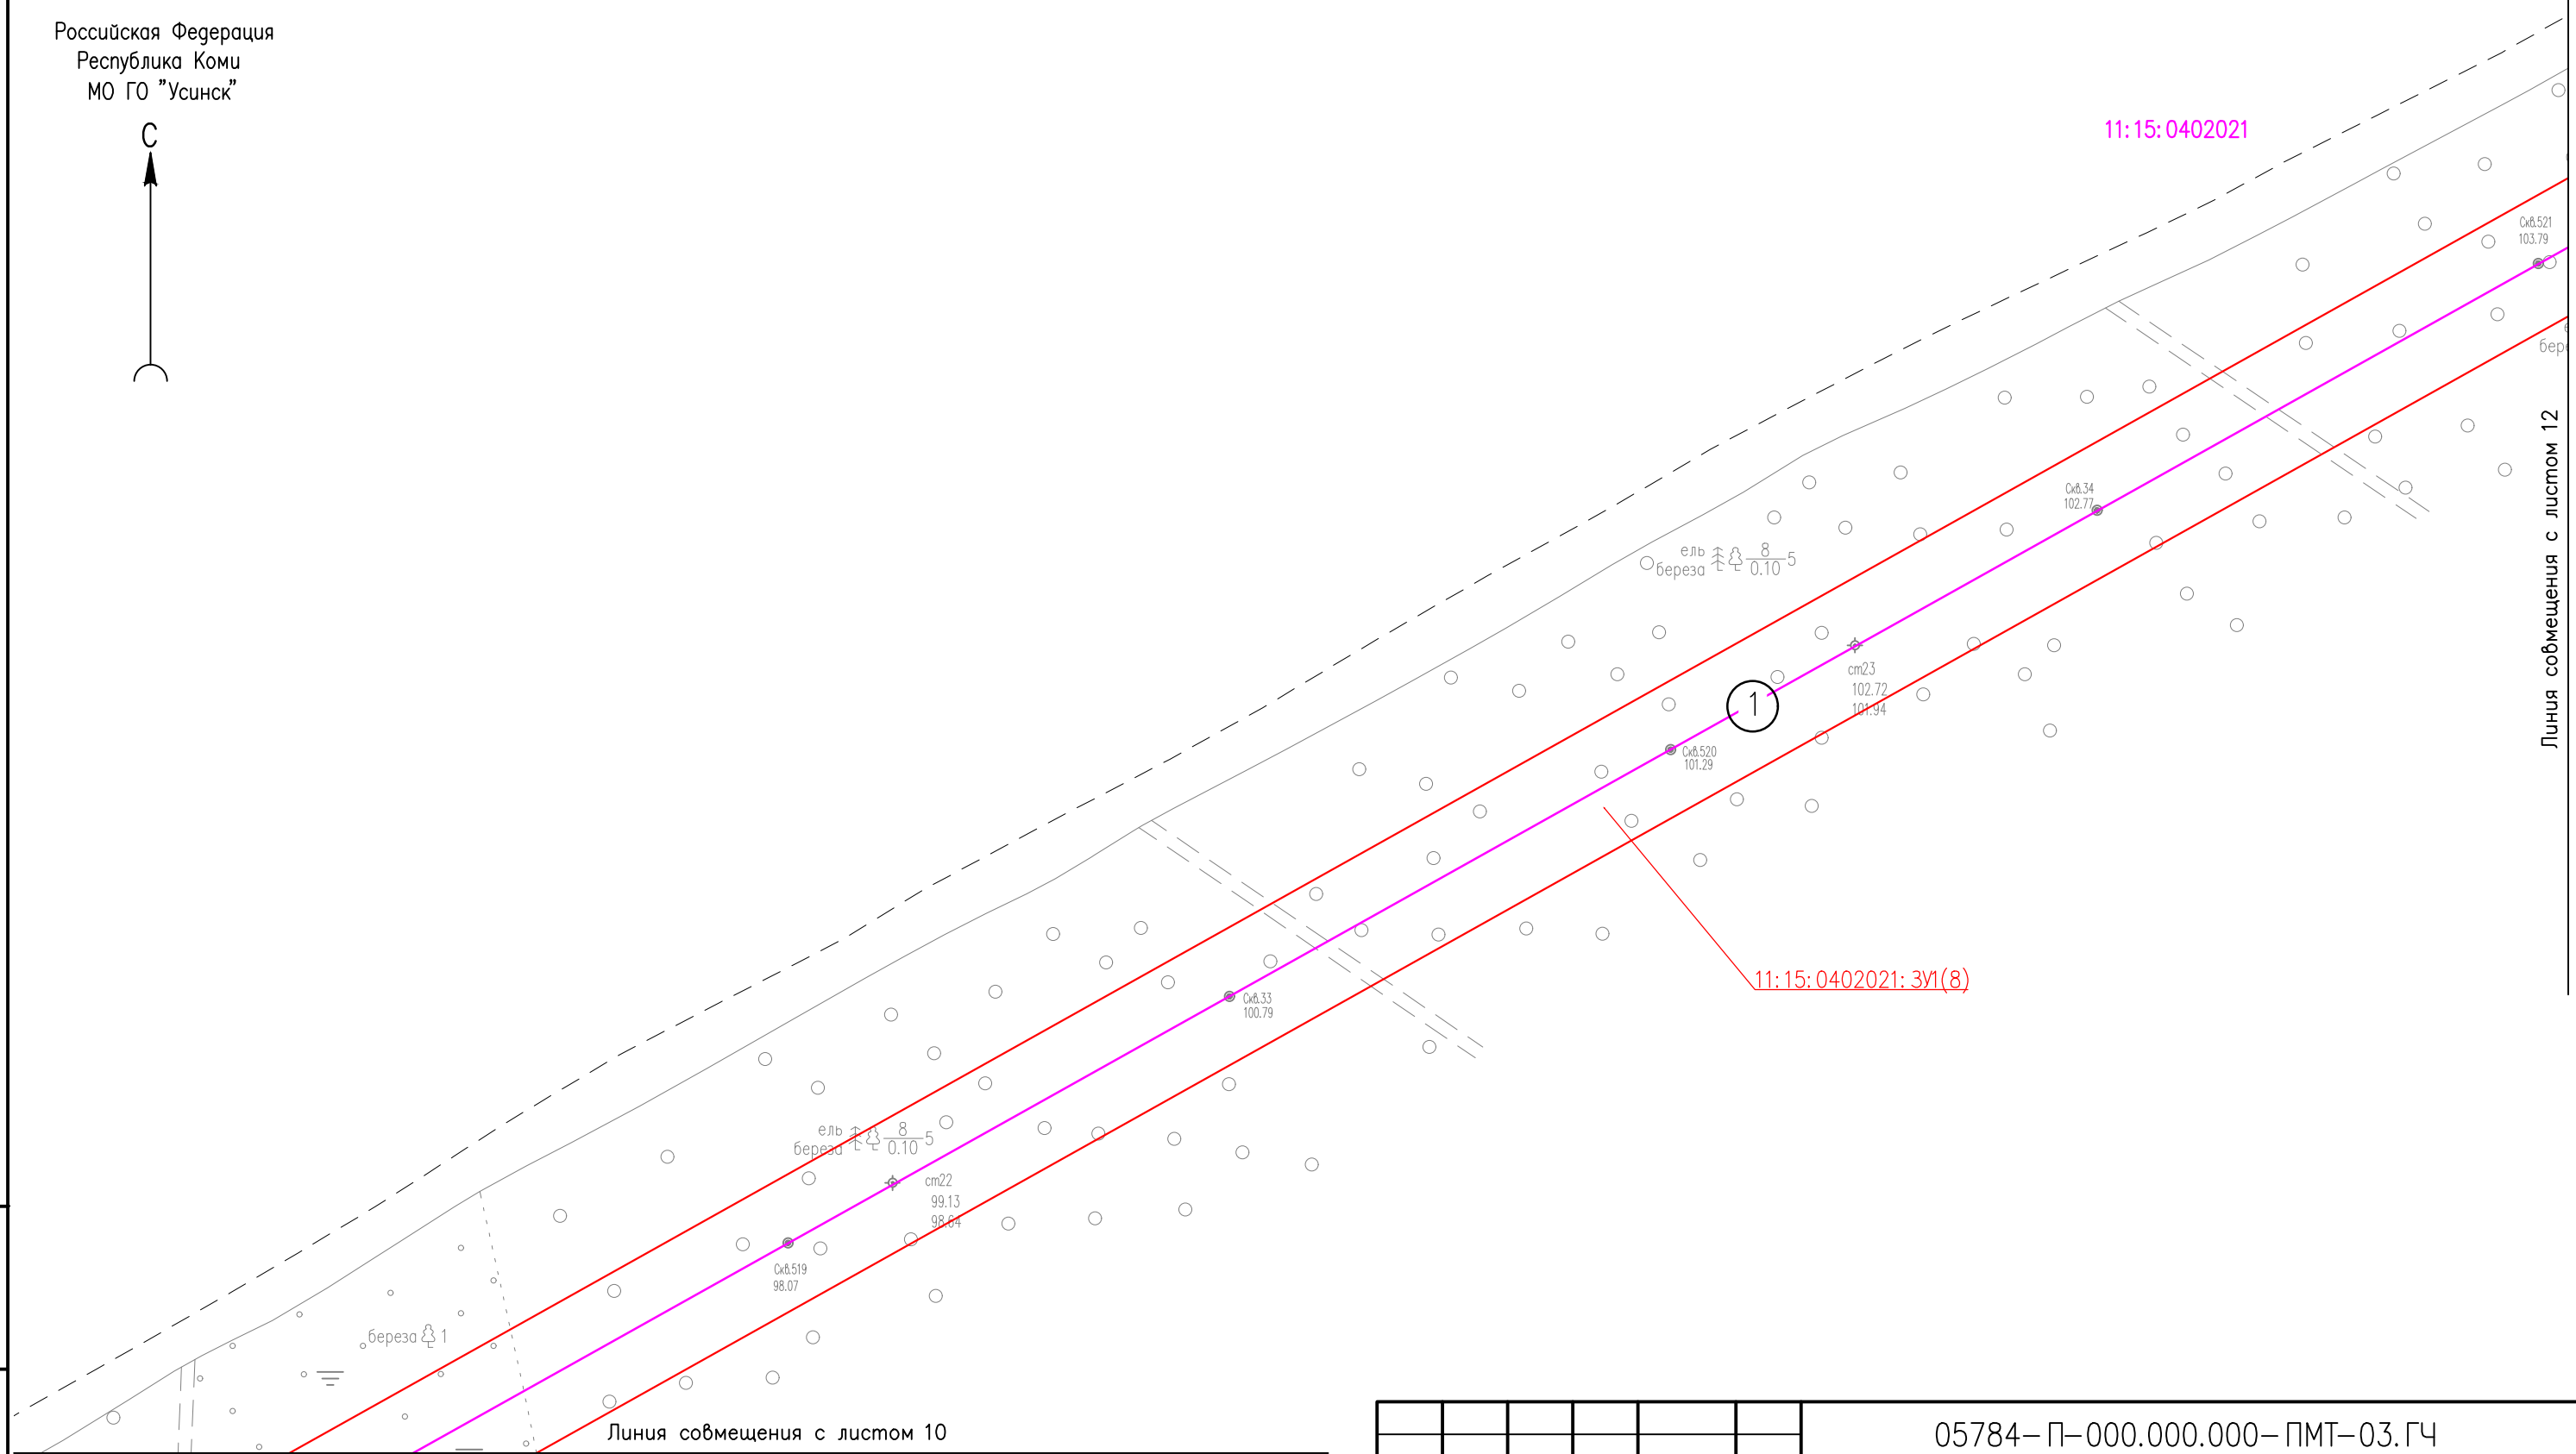 Российская Федерация
Республика Коми
МО ГО "Усинск"
С
11:15:0402021
Скв.521
103.79
Линия совмещения с листом 12
Скв.34
102.77
ель 8 5
береза 0.10
ст23
102.72
101.94
1
Скв.520
101.29
11:15:0402021:ЗУ1(8)
Скв.33
100.79
ель 8 5
береза 0.10
ст22
99.13
98.64
Скв.519
98.07
береза 1
Линия совмещения с листом 10
05784-П-000.000.000-ПМТ-03.ГЧ